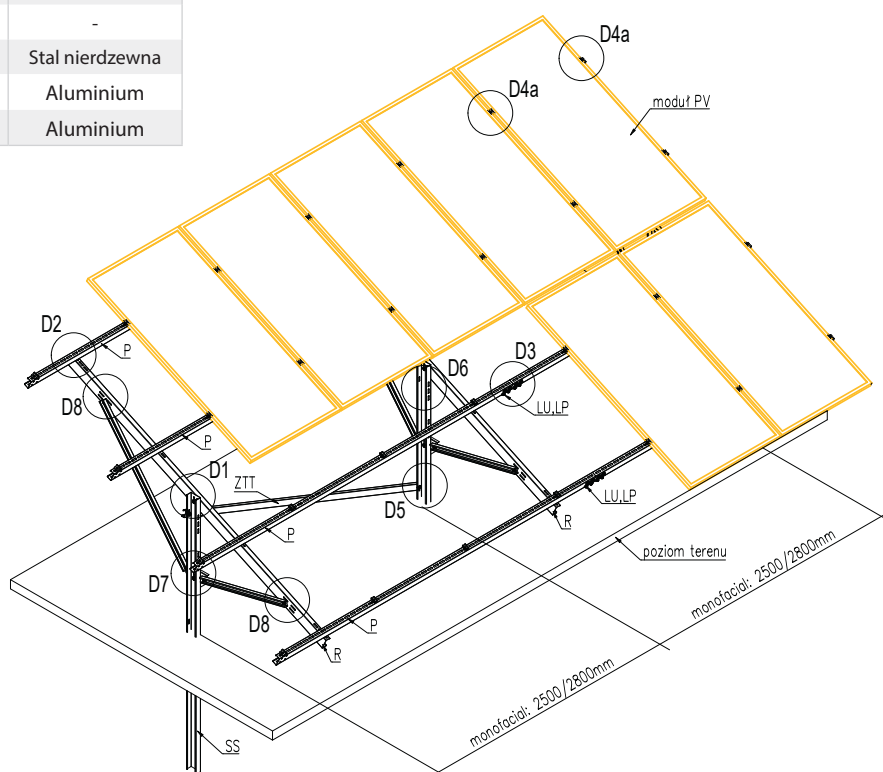 -
Stal nierdzewna
Aluminium
Aluminium
D4a
D4a
moduł PV
D2
P
D8
P
D6
D3
LU,LP
D1
ZTT
D5
LU,LP
P
R
poziom terenu
D7
D8
P
R
monofacial: 2500/2800mm
monofacial: 2500/2800mm
SS